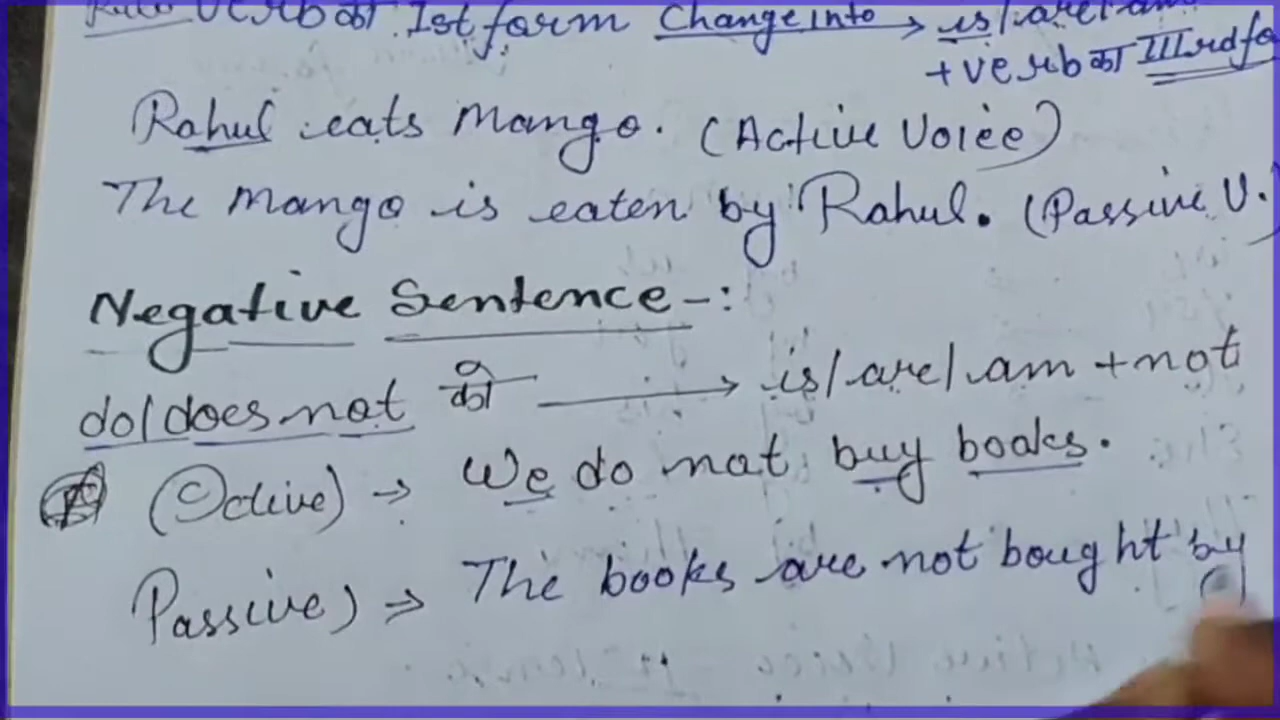 Rule verb का Ist form Change into → is/are/am
+verb का IIIrd fo
Rahul eats Mango. (Active Voice)
The Mango is eaten by Rahul. (Passive V.)
Negative Sentence-:
do/does not को → is/are/am +not
(Active) → We do not buy books.
Passive) → The books are not bought by